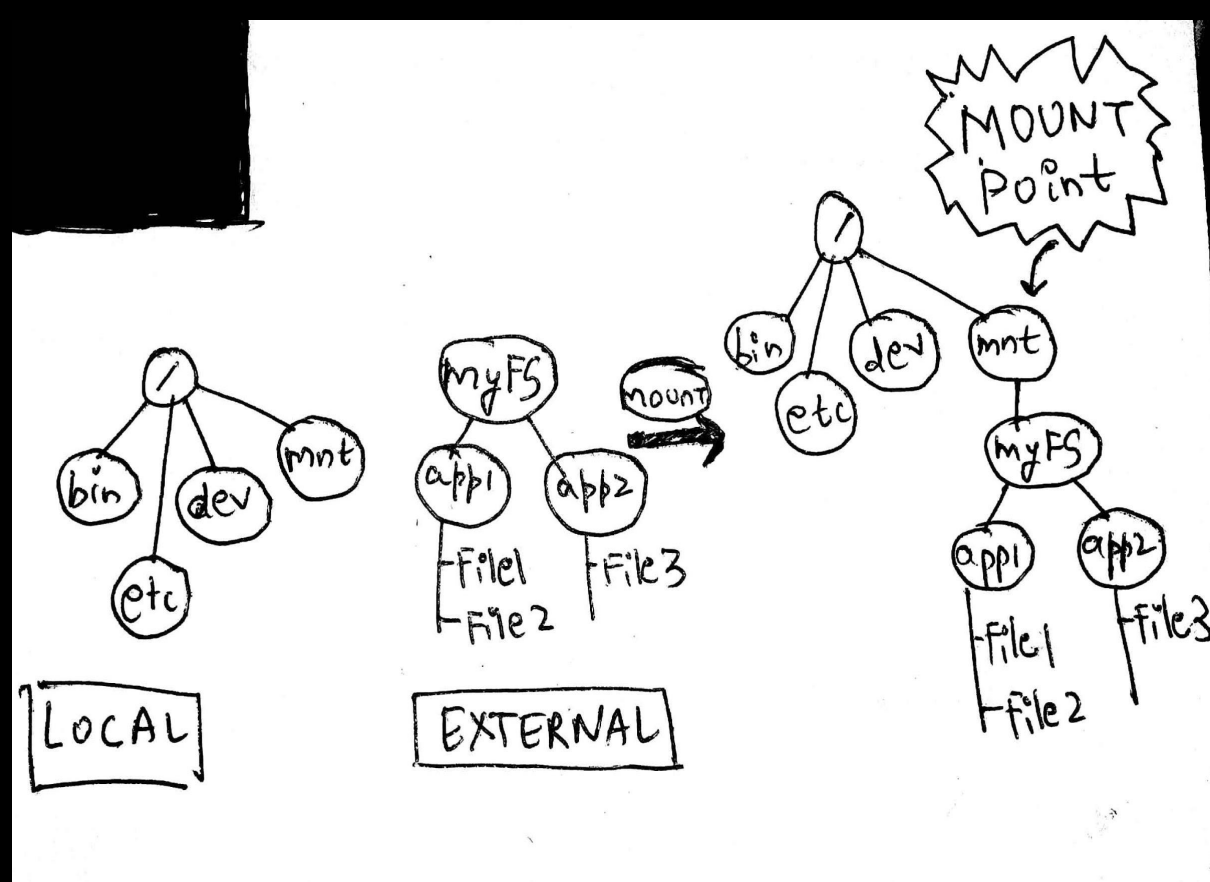 MOUNT
Point
/
bin
etc
dev
mnt
myFS
app1
app2
file1
file2
file3
/
bin
etc
dev
mnt
LOCAL
myFS
app1
app2
File1
File2
File3
EXTERNAL
MOUNT